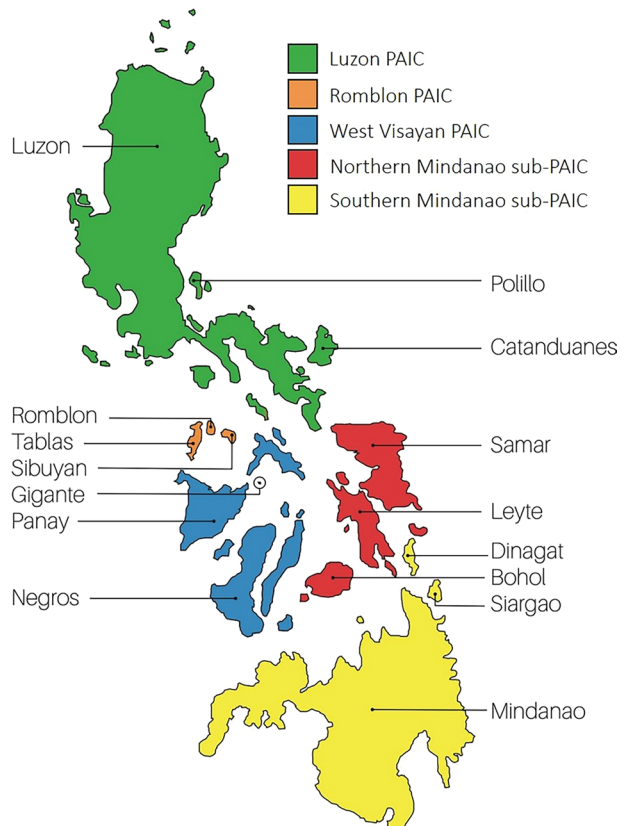 Luzon PAIC
Romblon PAIC
West Visayan PAIC
Northern Mindanao sub-PAIC
Southern Mindanao sub-PAIC
Luzon
Polillo
Catanduanes
Romblon
Tablas
Sibuyan
Gigante
Panay
Negros
Samar
Leyte
Dinagat
Bohol
Siargao
Mindanao